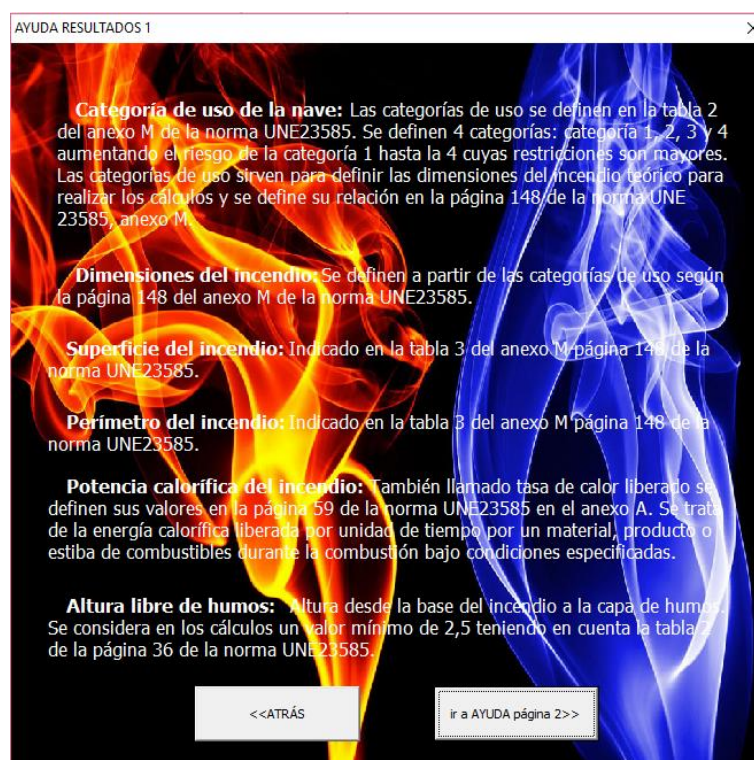 AYUDA RESULTADOS 1
Categoría de uso de la nave: Las categorías de uso se definen en la tabla 2
del anexo M de la norma UNE23585. Se definen 4 categorías: categoría 1, 2, 3 y 4
aumentando el riesgo de la categoría 1 hasta la 4 cuyas restricciones son mayores.
Las categorías de uso sirven para definir las dimensiones del incendio teórico para
realizar los cálculos y se define su relación en la página 148 de la norma UNE
23585, anexo M.
Dimensiones del incendio: Se definen a partir de las categorías de uso según
la página 148 del anexo M de la norma UNE23585.
Superficie del incendio: Indicado en la tabla 3 del anexo M página 148 de la
norma UNE23585.
Perímetro del incendio: Indicado en la tabla 3 del anexo M página 148 de la
norma UNE23585.
Potencia calorífica del incendio: También llamado tasa de calor liberado se
definen sus valores en la página 59 de la norma UNE23585 en el anexo A. Se trata
de la energía calorífica liberada por unidad de tiempo por un material, producto o
estiba de combustibles durante la combustión bajo condiciones especificadas.
Altura libre de humos: Altura desde la base del incendio a la capa de humos.
Se considera en los cálculos un valor mínimo de 2,5 teniendo en cuenta la tabla 2
de la página 36 de la norma UNE23585.
<<ATRÁS
ir a AYUDA página 2>>